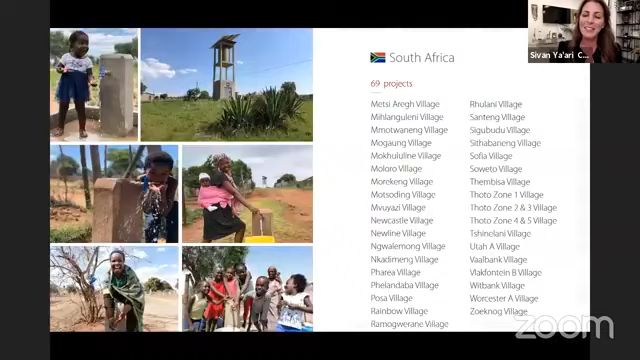 South Africa
69 projects
Metsi Aregh Village
Mihlanguleni Village
Mmotwaneng Village
Mogaung Village
Mokhululine Village
Moloro Village
Morekeng Village
Motsoding Village
Mvuyazi Village
Newcastle Village
Newline Village
Ngwalemong Village
Nkadimeng Village
Pharea Village
Phelandaba Village
Posa Village
Rainbow Village
Ramogwerane Village
Rhulani Village
Santeng Village
Sigubudu Village
Sithabaneng Village
Sofia Village
Soweto Village
Thembisa Village
Thoto Zone 1 Village
Thoto Zone 2 & 3 Village
Thoto Zone 4 & 5 Village
Tshinelani Village
Utah A Village
Vaalbank Village
Vlakfontein B Village
Witbank Village
Worcester A Village
Zoeknog Village
Sivan Ya'ari C...
zoom